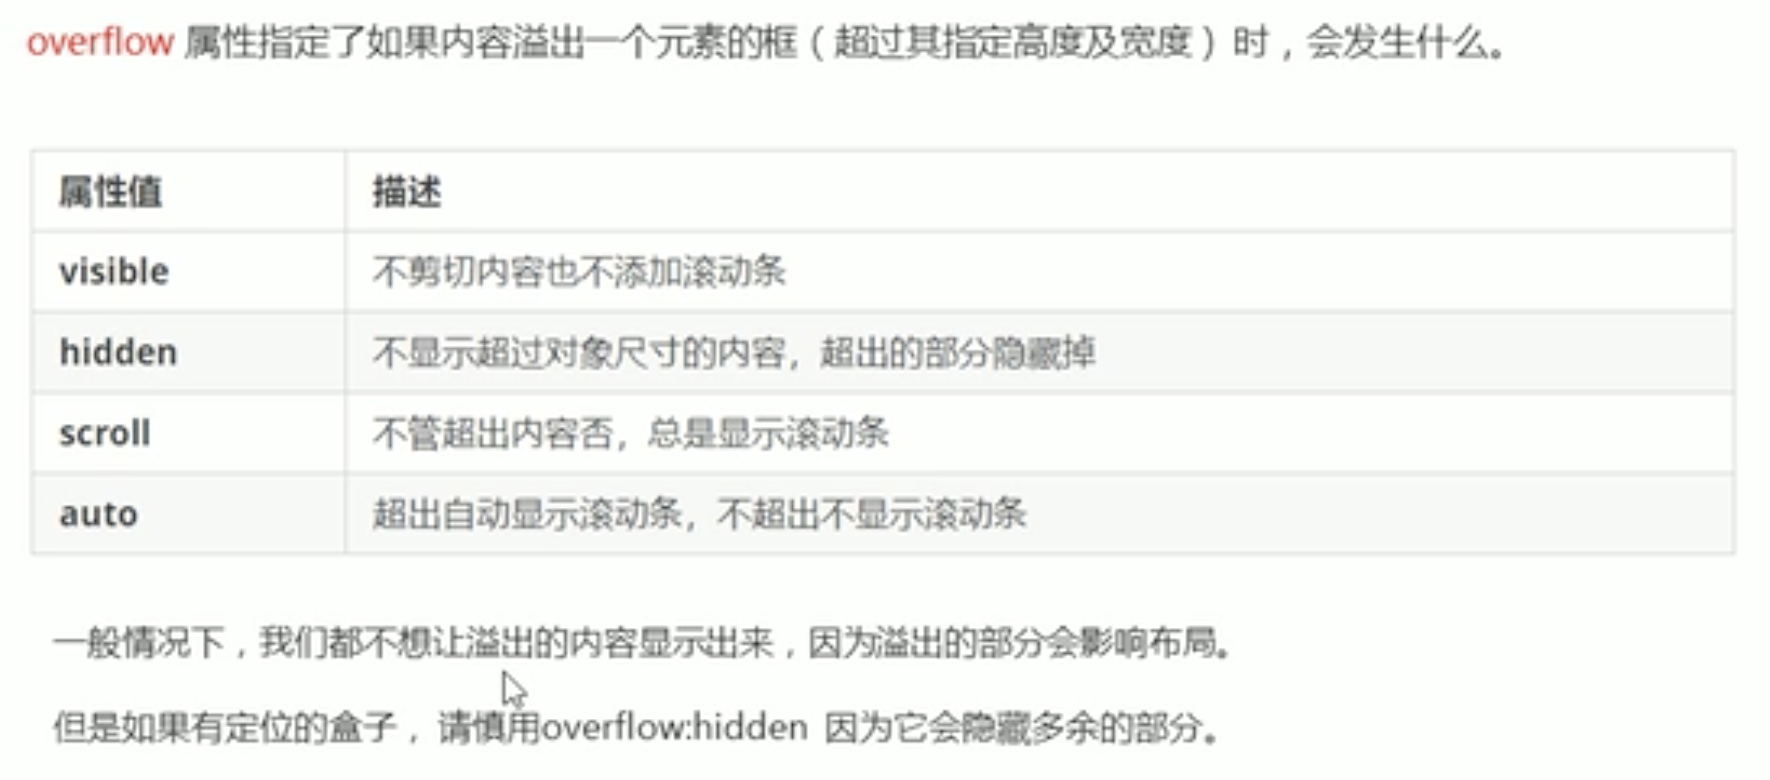 overflow 属性指定了如果内容溢出一个元素的框（超过其指定高度及宽度）时，会发生什么。
属性值 描述
visible 不剪切内容也不添加滚动条
hidden 不显示超过对象尺寸的内容，超出的部分隐藏掉
scroll 不管超出内容否，总是显示滚动条
auto 超出自动显示滚动条，不超出不显示滚动条
一般情况下，我们都不想让溢出的内容显示出来，因为溢出的部分会影响布局。
但是如果有定位的盒子，请慎用overflow:hidden 因为它会隐藏多余的部分。